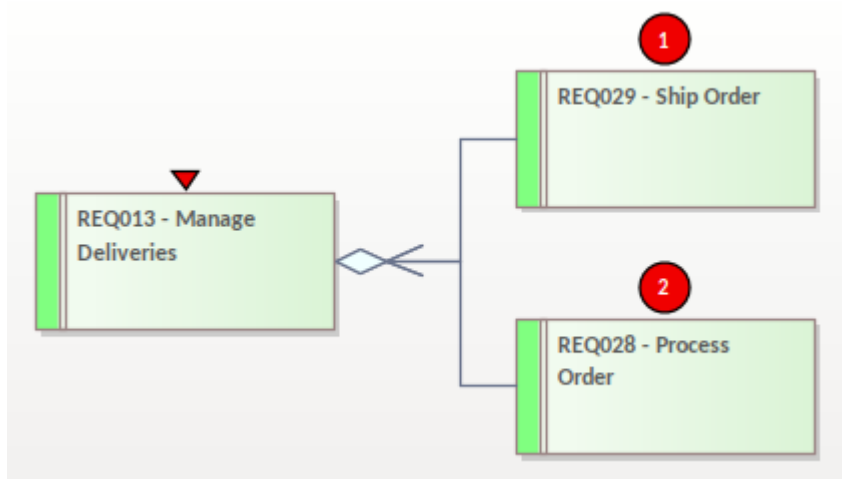 1
REQ029 - Ship Order
REQ013 - Manage
Deliveries
2
REQ028 - Process
Order